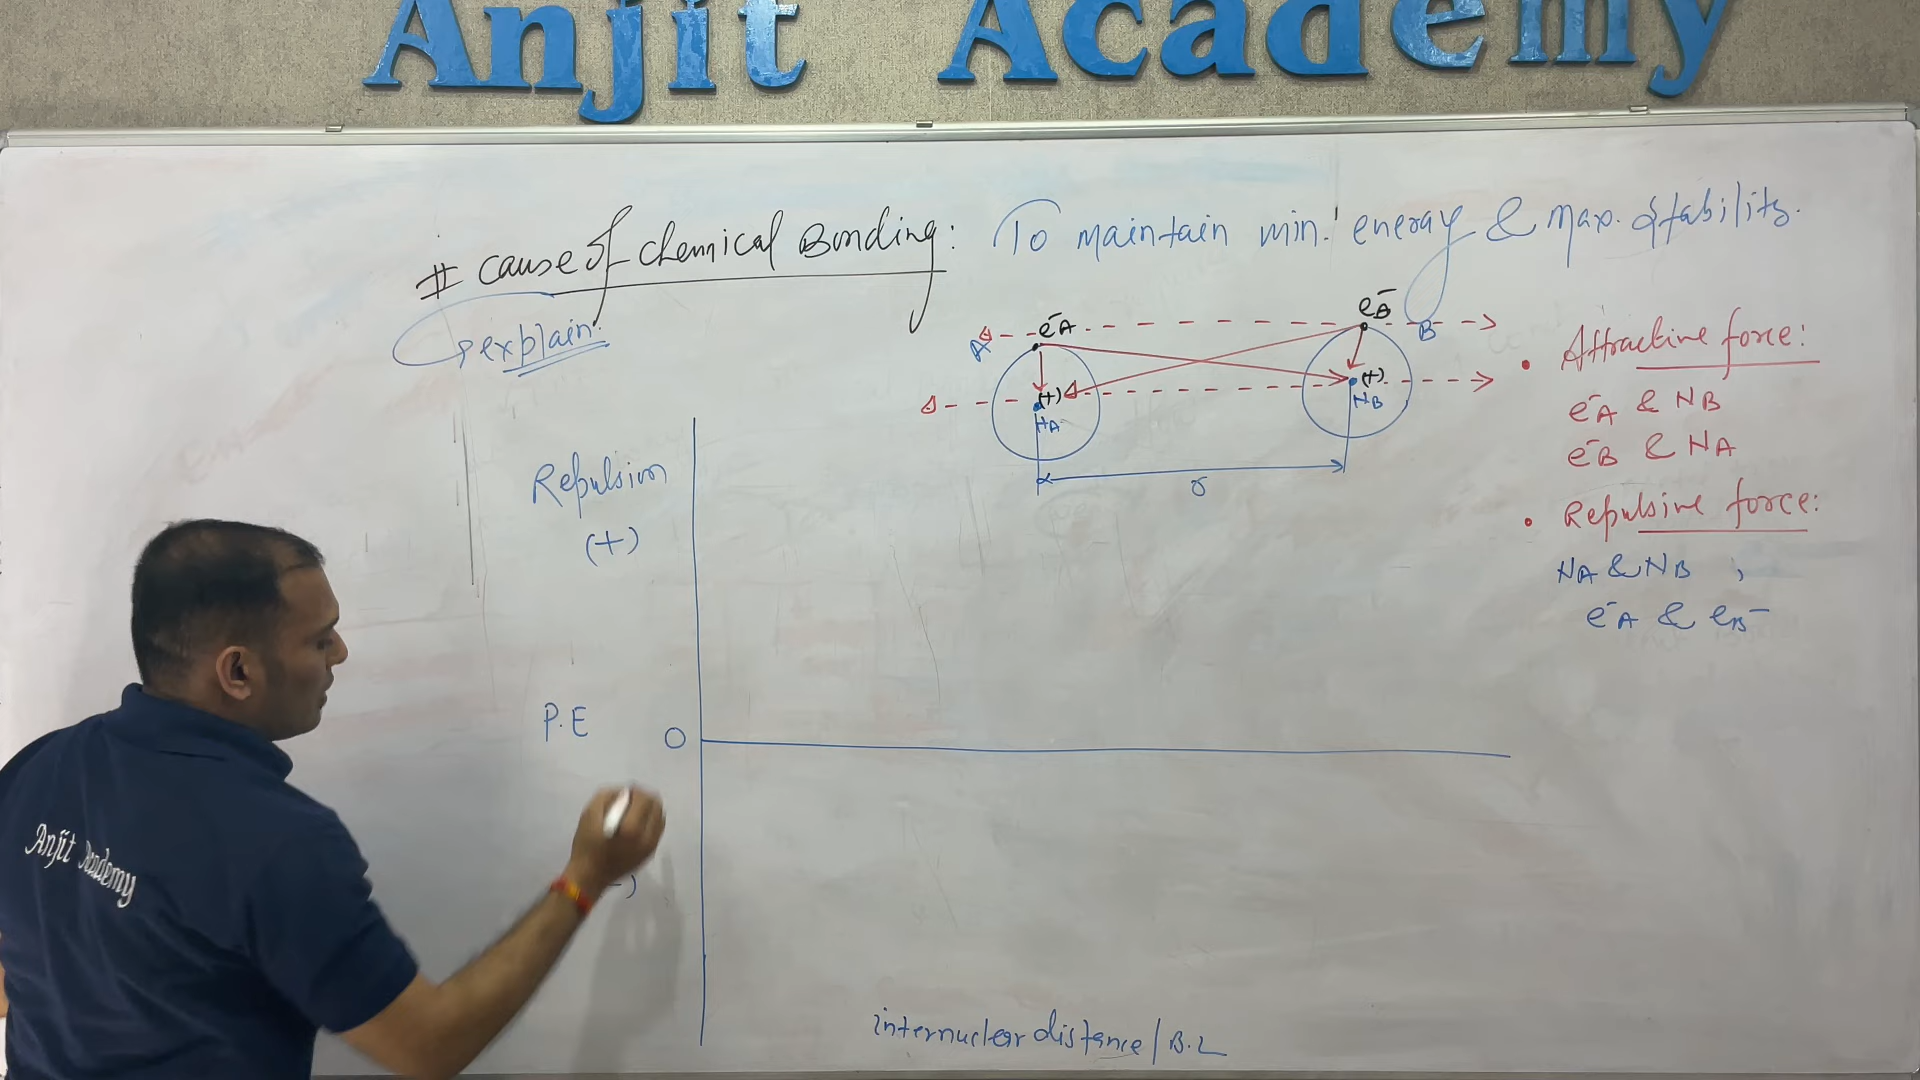 Anjit Academy
# cause of chemical Bonding: To maintain min. energy & max. stability.
explain:
A
e⁻A
e⁻B
B
(+)
NA
(+)
NB
r
• Attractive force:
e⁻A & NB
e⁻B & NA
• Repulsive force:
NA & NB ,
e⁻A & eB⁻
Repulsion
(+)
P.E
O
-)
internuclear distance / B.L
Anjit Academy